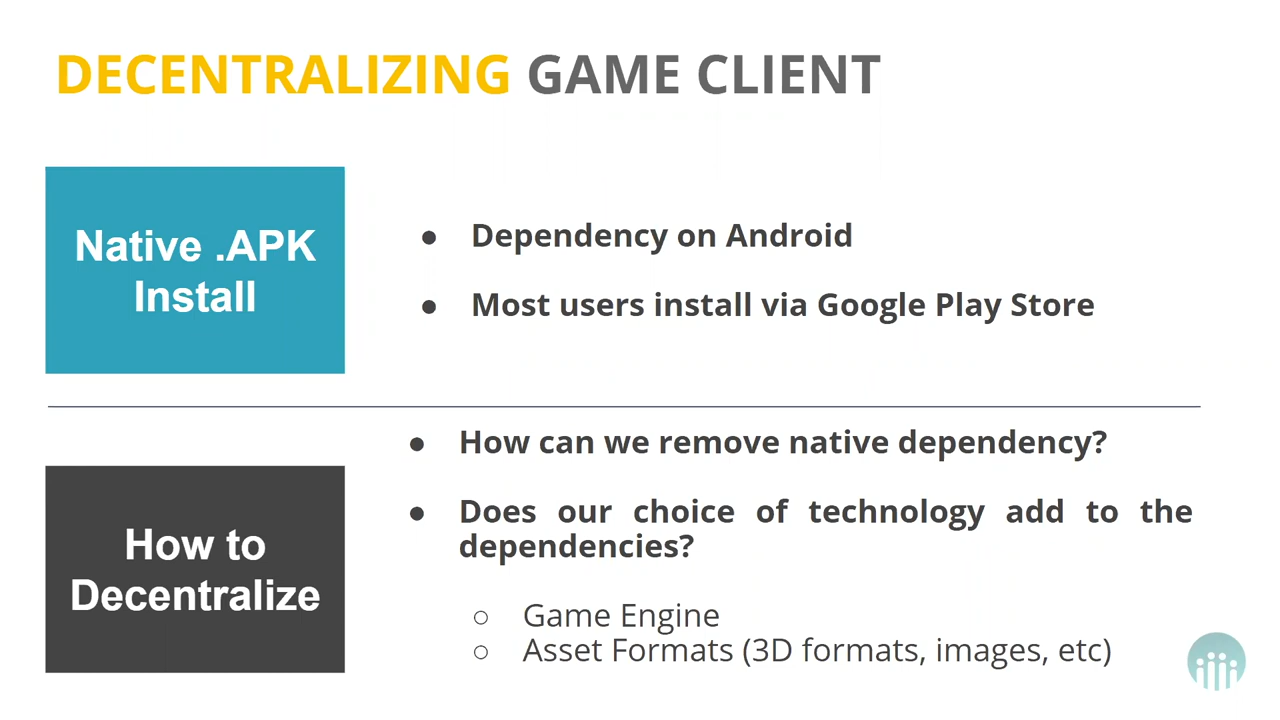 DECENTRALIZING GAME CLIENT
Native .APK
Install
● Dependency on Android
● Most users install via Google Play Store
How to
Decentralize
● How can we remove native dependency?
● Does our choice of technology add to the
dependencies?
○ Game Engine
○ Asset Formats (3D formats, images, etc)